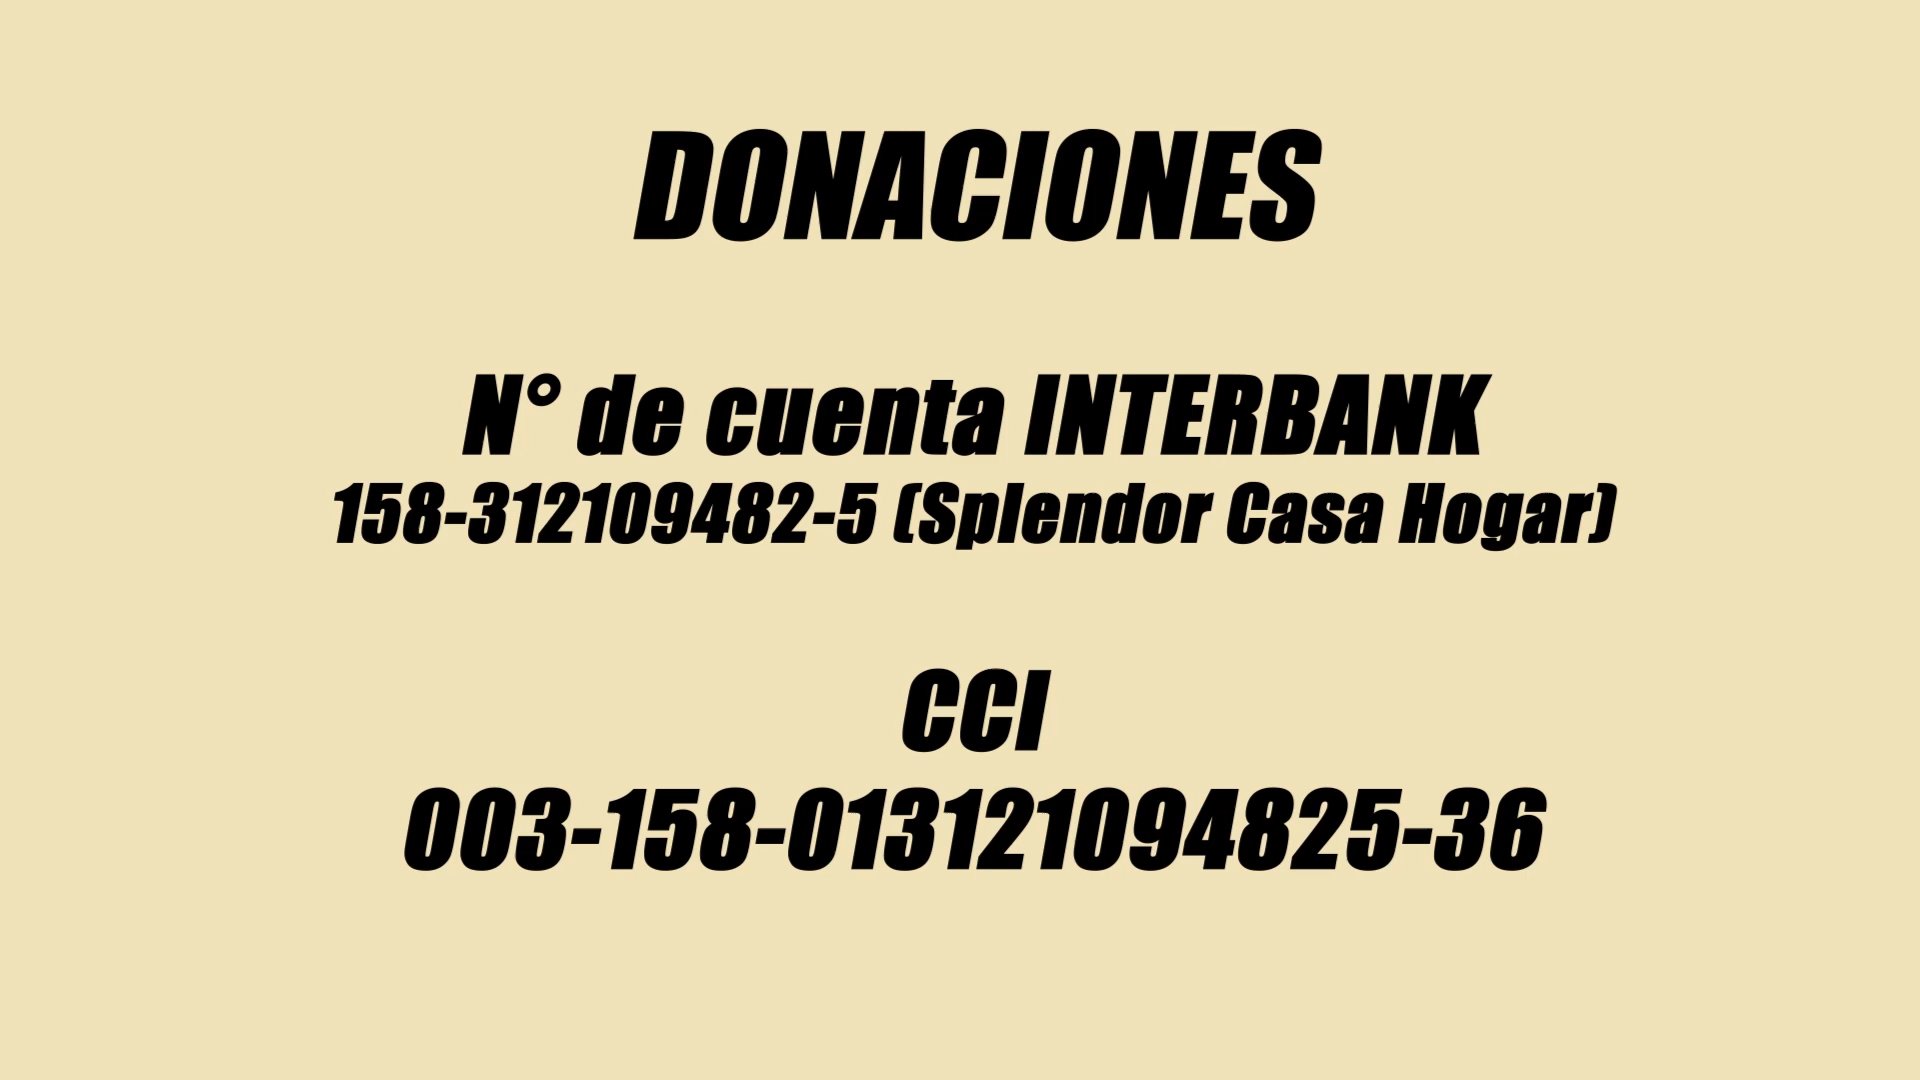 DONACIONES
N° de cuenta INTERBANK
158-312109482-5 (Splendor Casa Hogar)
CCI
003-158-013121094825-36